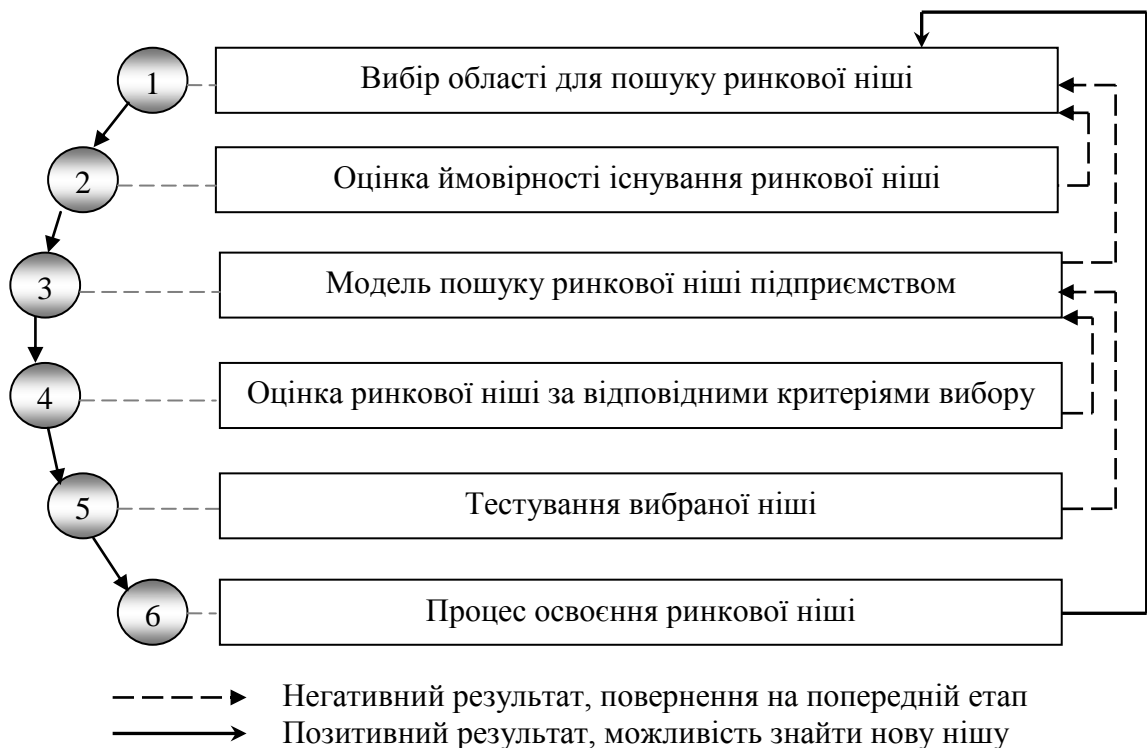 1
Вибір області для пошуку ринкової ніші
2
Оцінка ймовірності існування ринкової ніші
3
Модель пошуку ринкової ніші підприємством
4
Оцінка ринкової ніші за відповідними критеріями вибору
5
Тестування вибраної ніші
6
Процес освоєння ринкової ніші
Негативний результат, повернення на попередній етап
Позитивний результат, можливість знайти нову нішу